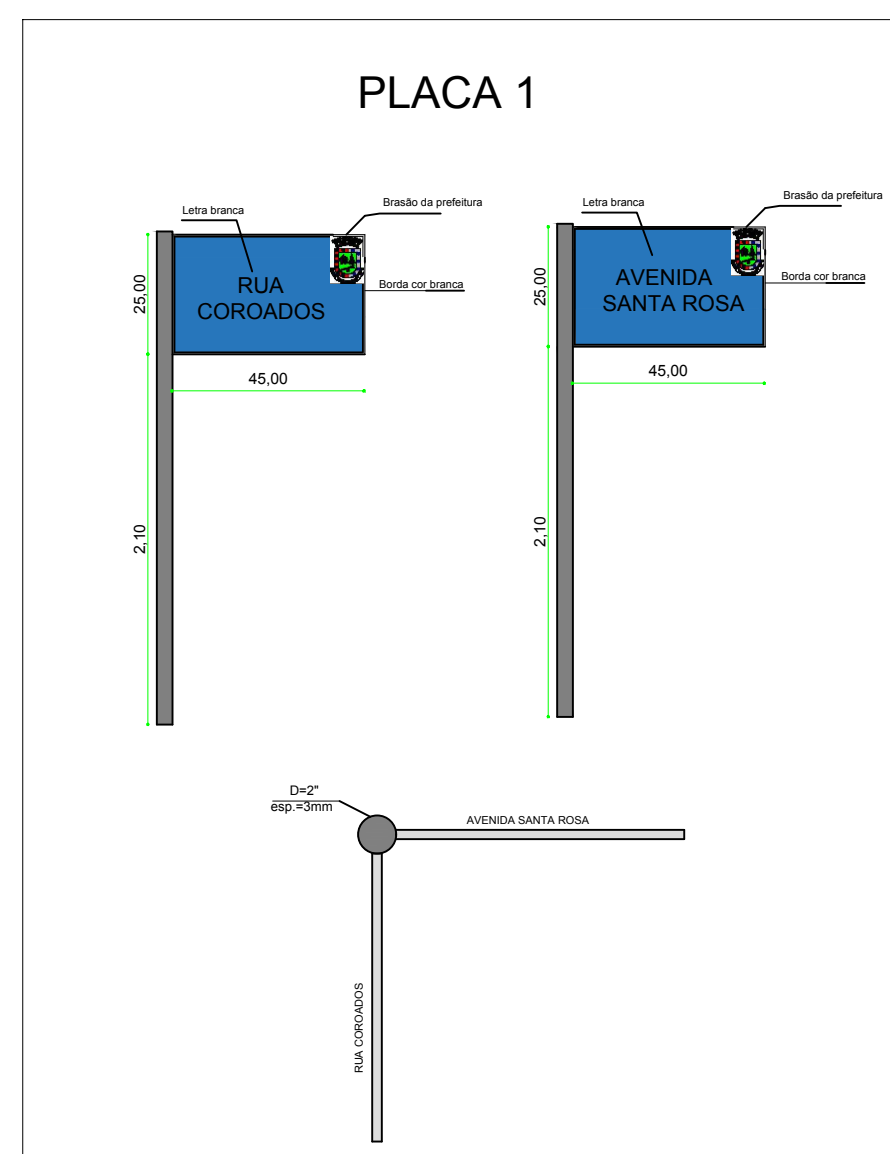 PLACA 1
Letra branca
Brasão da prefeitura
RUA
COROADOS
Borda cor branca
25,00
45,00
2,10
Letra branca
Brasão da prefeitura
AVENIDA
SANTA ROSA
Borda cor branca
25,00
45,00
2,10
D=2"
esp.=3mm
AVENIDA SANTA ROSA
RUA COROADOS